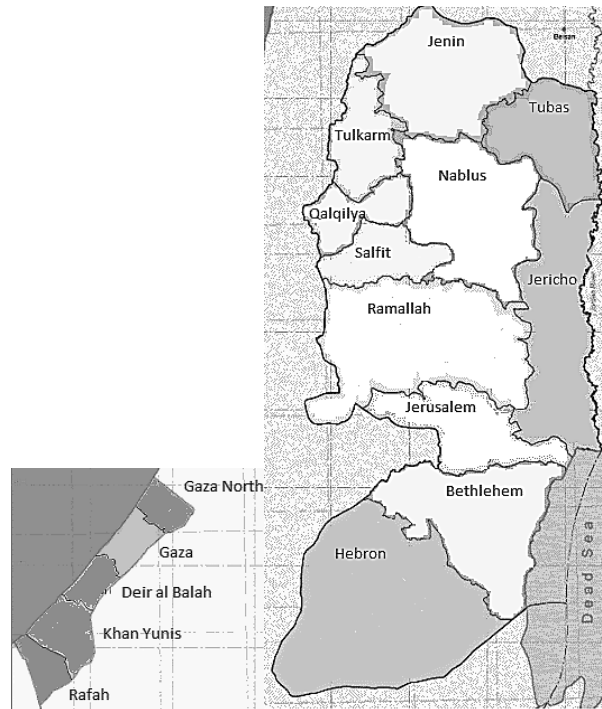 Jenin
Beisan
Tubas
Tulkarm
Nablus
Qalqilya
Salfit
Jericho
Ramallah
Jerusalem
Bethlehem
Hebron
Dead Sea
Gaza North
Gaza
Deir al Balah
Khan Yunis
Rafah